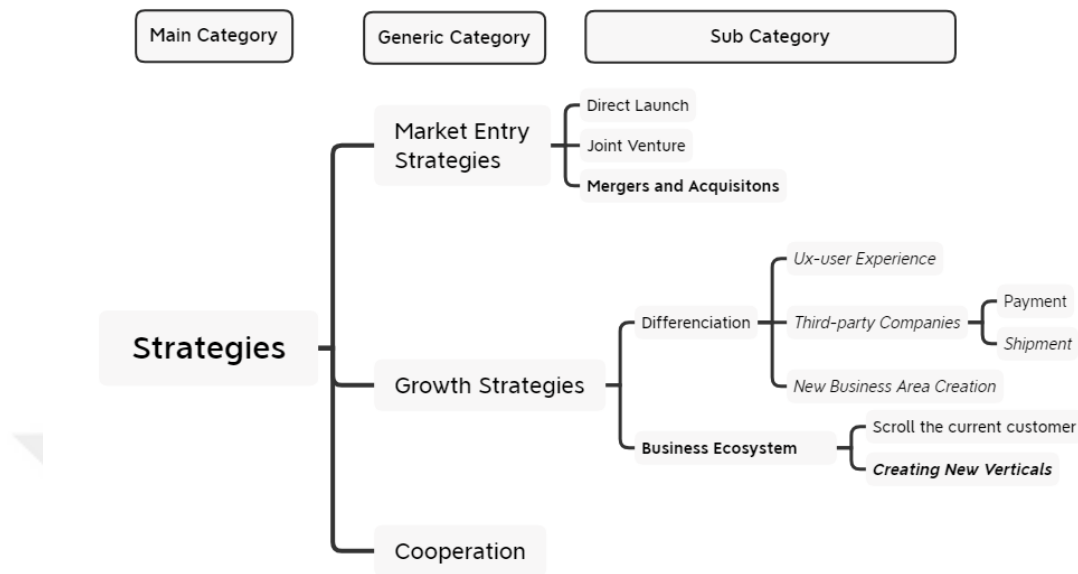 Main Category
Generic Category
Sub Category
Strategies
Market Entry
Strategies
Direct Launch
Joint Venture
Mergers and Acquisitons
Growth Strategies
Differenciation
Ux-user Experience
Third-party Companies
Payment
Shipment
New Business Area Creation
Business Ecosystem
Scroll the current customer
Creating New Verticals
Cooperation